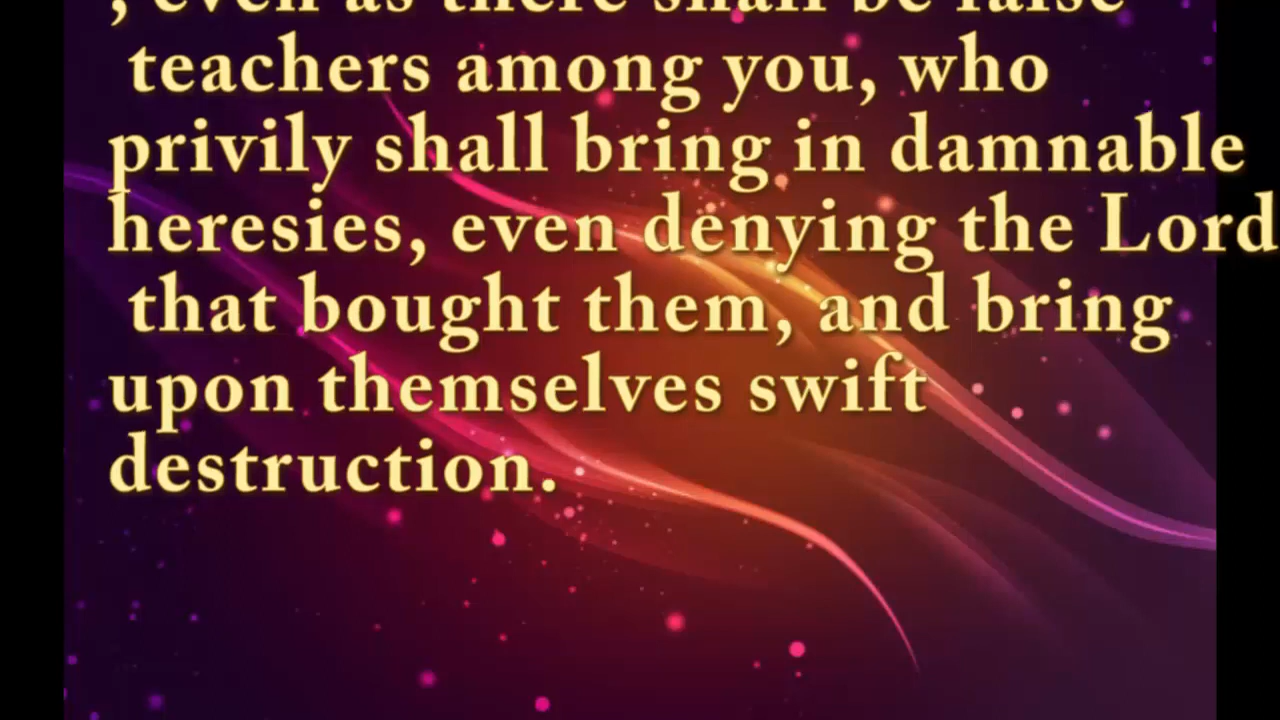 , even as there shall be false
teachers among you, who
privily shall bring in damnable
heresies, even denying the Lord
that bought them, and bring
upon themselves swift
destruction.